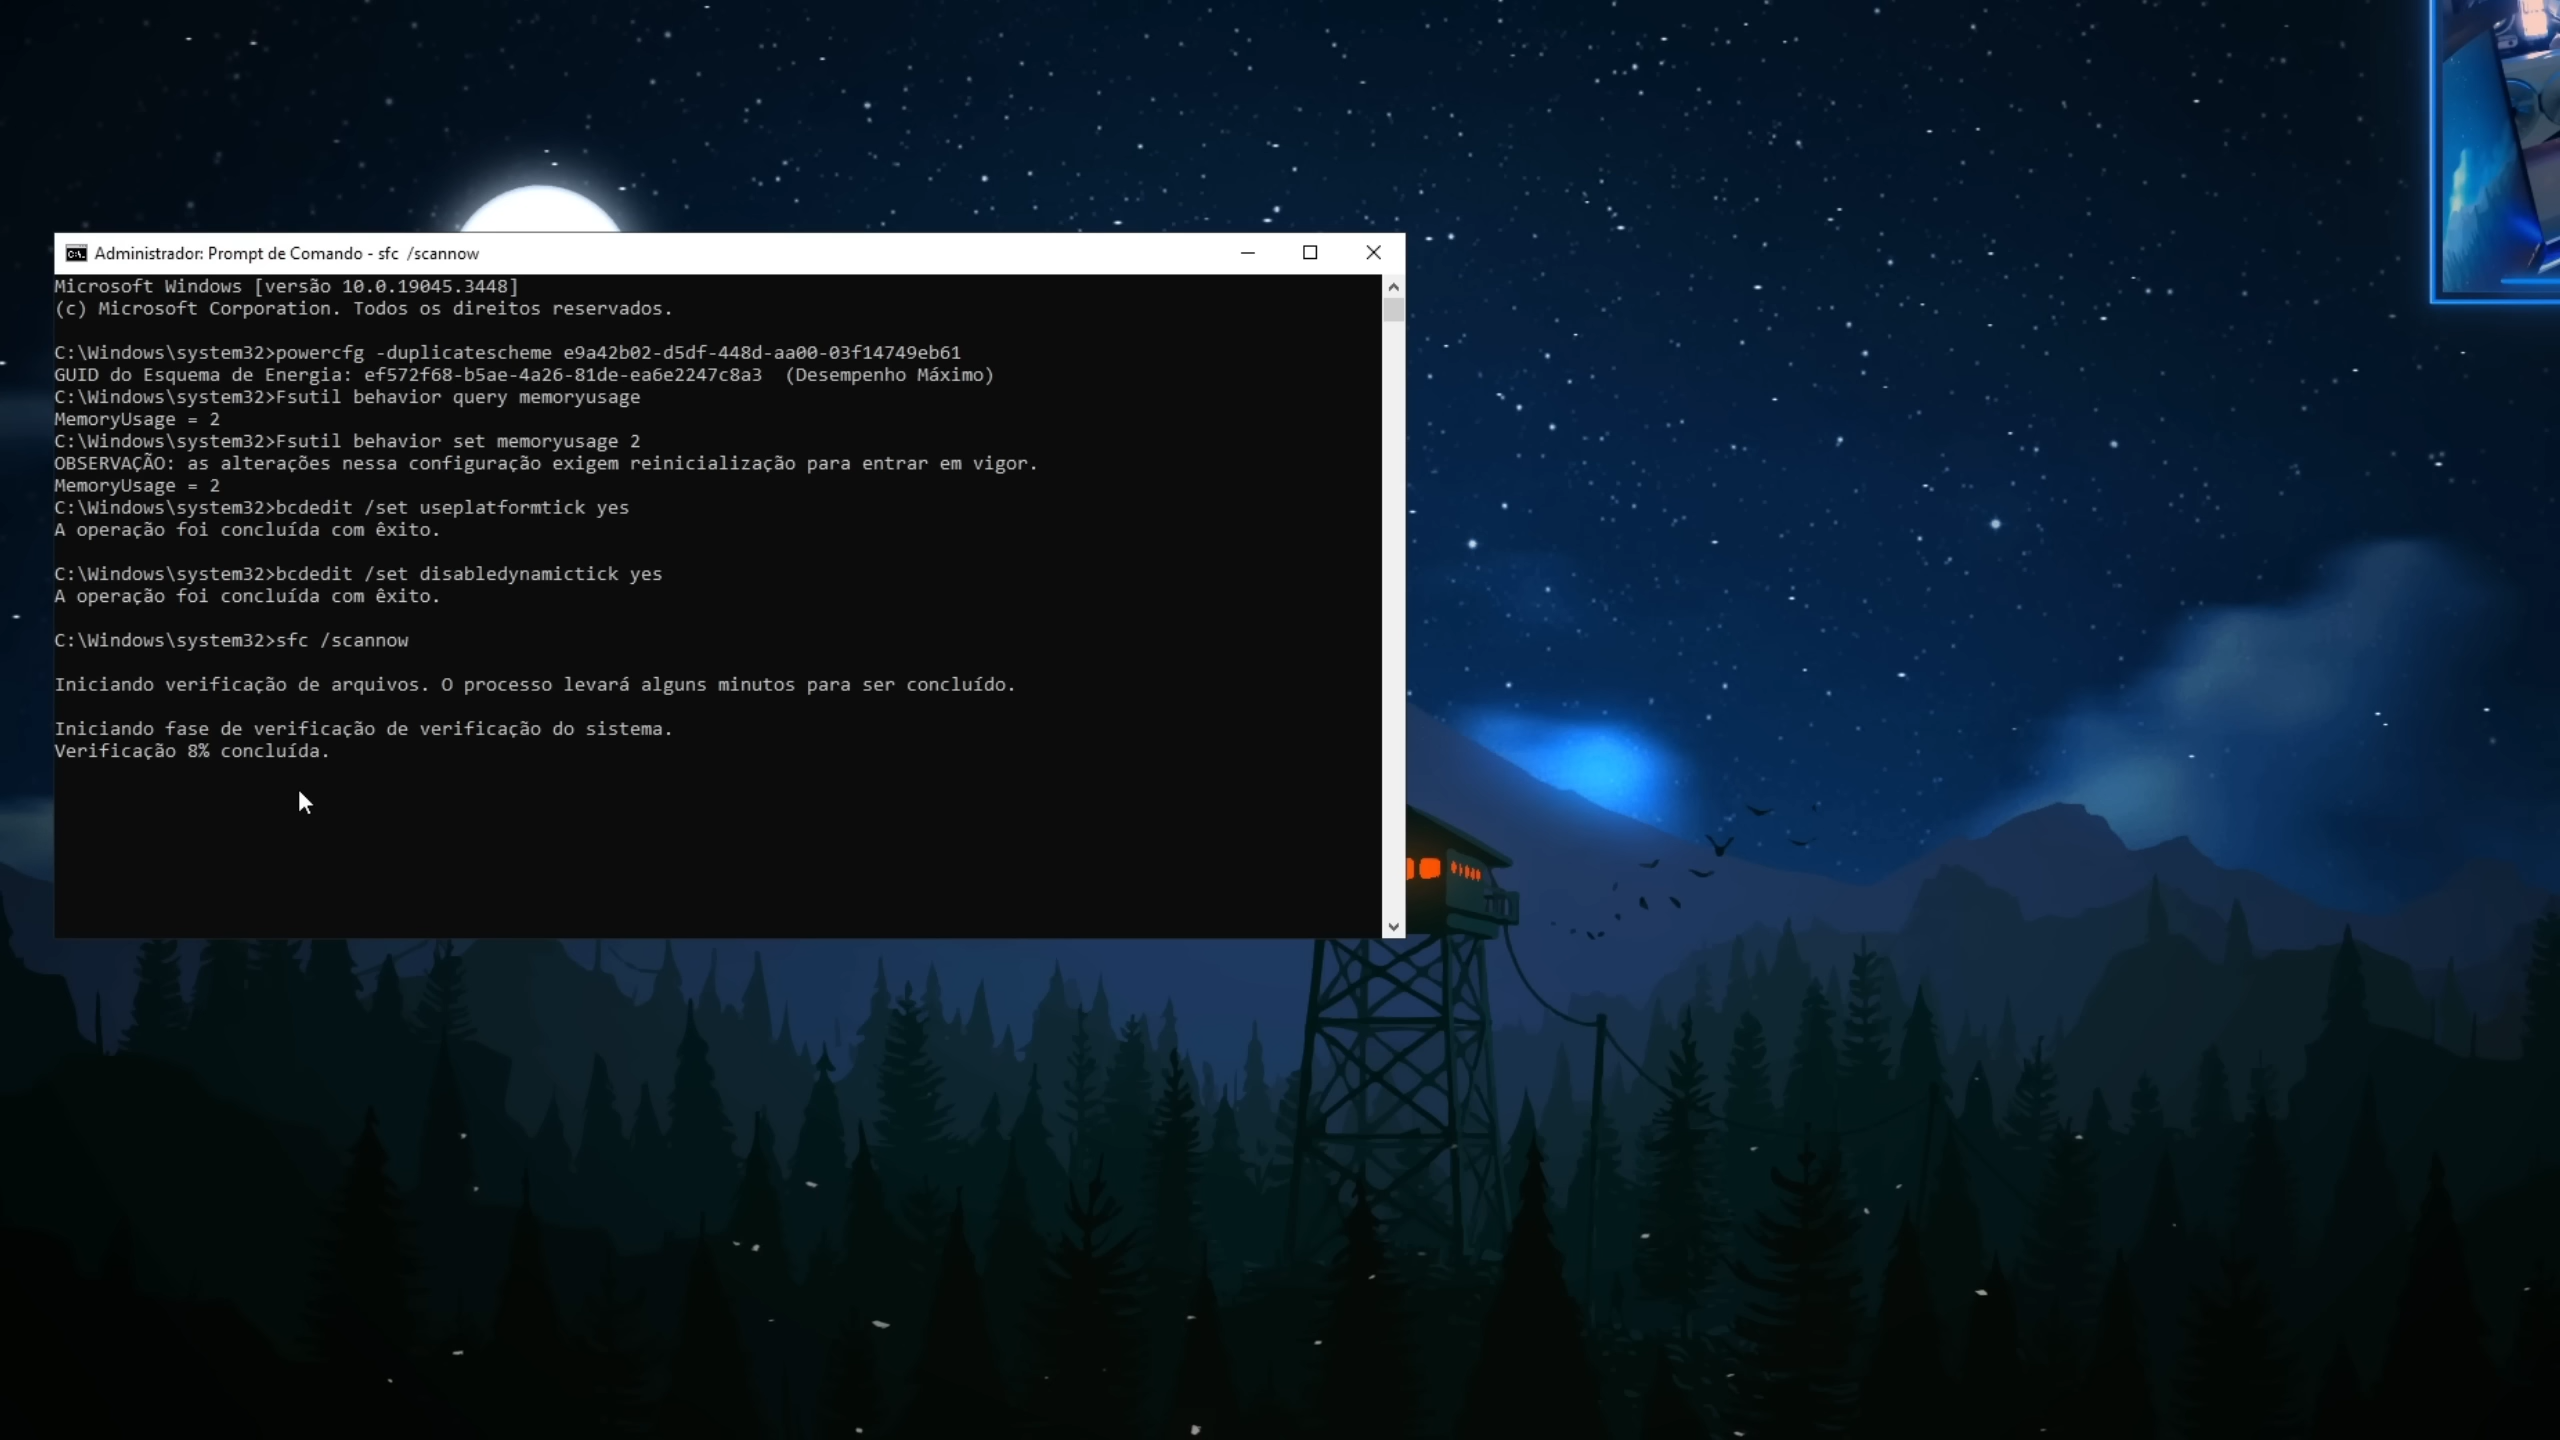 Administrador: Prompt de Comando - sfc  /scannow
Microsoft Windows [versão 10.0.19045.3448]
(c) Microsoft Corporation. Todos os direitos reservados.
C:\Windows\system32>powercfg -duplicatescheme e9a42b02-d5df-448d-aa00-03f14749eb61
GUID do Esquema de Energia: ef572f68-b5ae-4a26-81de-ea6e2247c8a3  (Desempenho Máximo)
C:\Windows\system32>Fsutil behavior query memoryusage
MemoryUsage = 2
C:\Windows\system32>Fsutil behavior set memoryusage 2
OBSERVAÇÃO: as alterações nessa configuração exigem reinicialização para entrar em vigor.
MemoryUsage = 2
C:\Windows\system32>bcdedit /set useplatformtick yes
A operação foi concluída com êxito.
C:\Windows\system32>bcdedit /set disabledynamictick yes
A operação foi concluída com êxito.
C:\Windows\system32>sfc /scannow
Iniciando verificação de arquivos. O processo levará alguns minutos para ser concluído.
Iniciando fase de verificação de verificação do sistema.
Verificação 8% concluída.